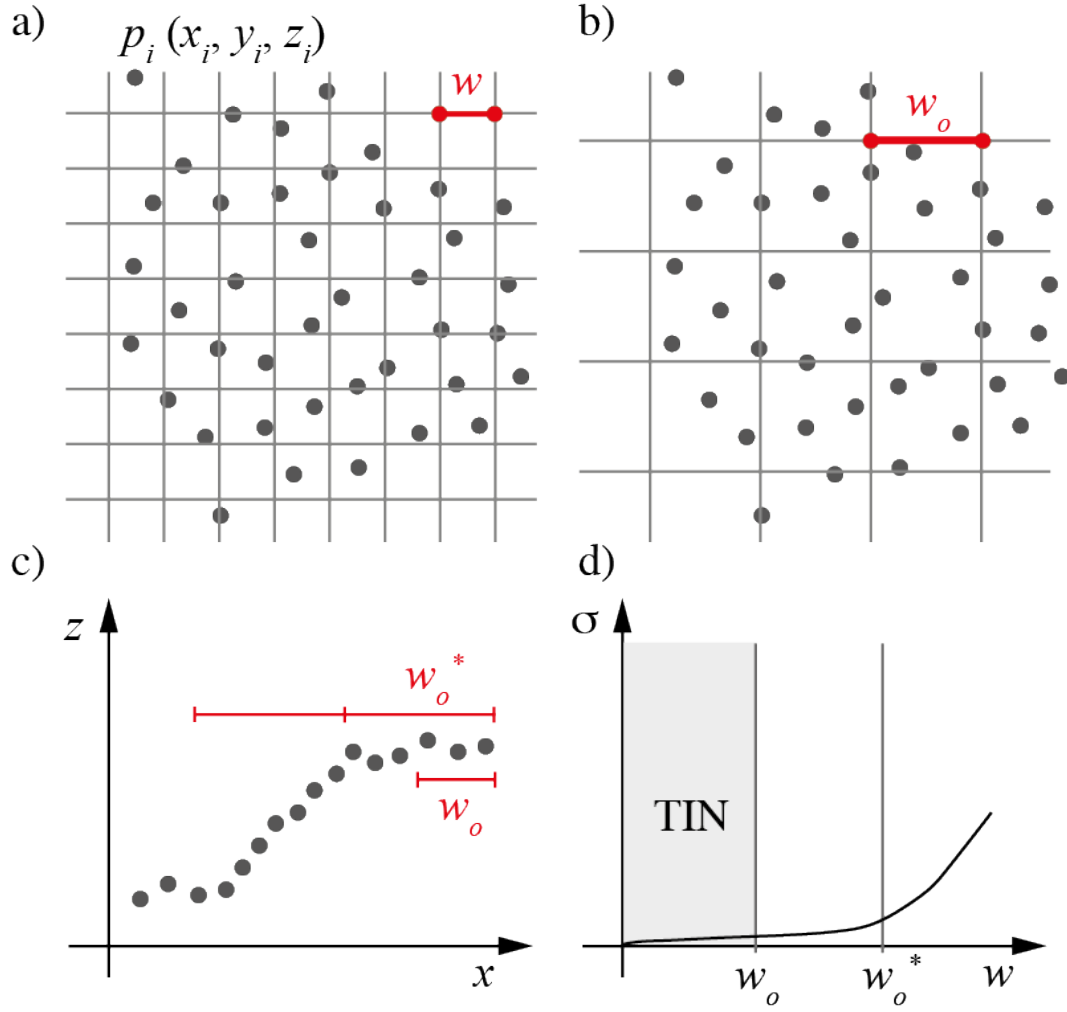 a)
p_i (x_i, y_i, z_i)
w
b)
w_o
c)
z
w_o^*
w_o
x
d)
σ
TIN
w_o
w_o^*
w